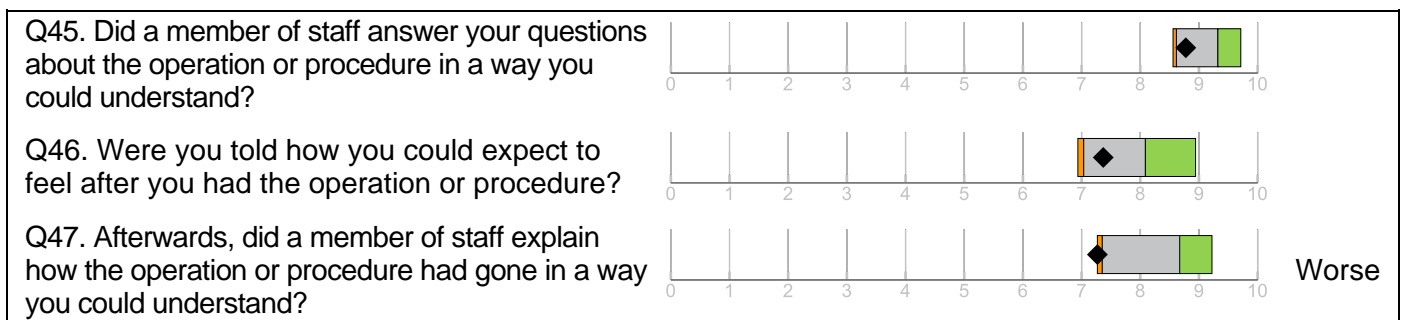 Q45. Did a member of staff answer your questions
about the operation or procedure in a way you
could understand?
0 1 2 3 4 5 6 7 8 9 10
Q46. Were you told how you could expect to
feel after you had the operation or procedure?
0 1 2 3 4 5 6 7 8 9 10
Q47. Afterwards, did a member of staff explain
how the operation or procedure had gone in a way
you could understand?
0 1 2 3 4 5 6 7 8 9 10
Worse